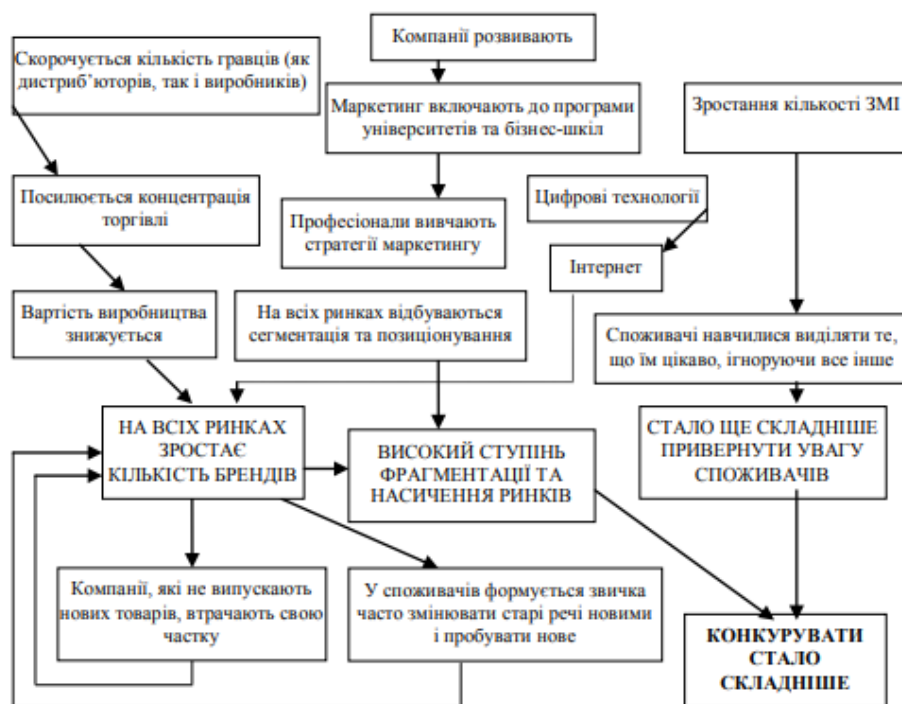 Компанії розвивають
Скорочується кількість гравців (як
дистриб’юторів, так і виробників)
Маркетинг включають до програми
університетів та бізнес-шкіл
Зростання кількості ЗМІ
Посилюється концентрація
торгівлі
Професіонали вивчають
стратегії маркетингу
Цифрові технології
Інтернет
Вартість виробництва
знижується
На всіх ринках відбуваються
сегментація та позиціонування
Споживачі навчилися виділяти те,
що їм цікаво, ігноруючи все інше
НА ВСІХ РИНКАХ
ЗРОСТАЄ
КІЛЬКІСТЬ БРЕНДІВ
ВИСОКИЙ СТУПІНЬ
ФРАГМЕНТАЦІЇ ТА
НАСИЧЕННЯ РИНКІВ
СТАЛО ЩЕ СКЛАДНІШЕ
ПРИВЕРНУТИ УВАГУ
СПОЖИВАЧІВ
Компанії, які не випускають
нових товарів, втрачають свою
частку
У споживачів формується звичка
часто змінювати старі речі новими
і пробувати нове
КОНКУРУВАТИ
СТАЛО
СКЛАДНІШЕ